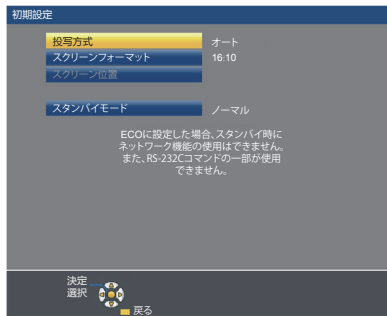 初期設定
投写方式 オート
スクリーンフォーマット 16:10
スクリーン位置
スタンバイモード ノーマル
ECOに設定した場合、スタンバイ時に
ネットワーク機能の使用はできません。
また、RS-232Cコマンドの一部が使用
できません。
決定
選択
戻る